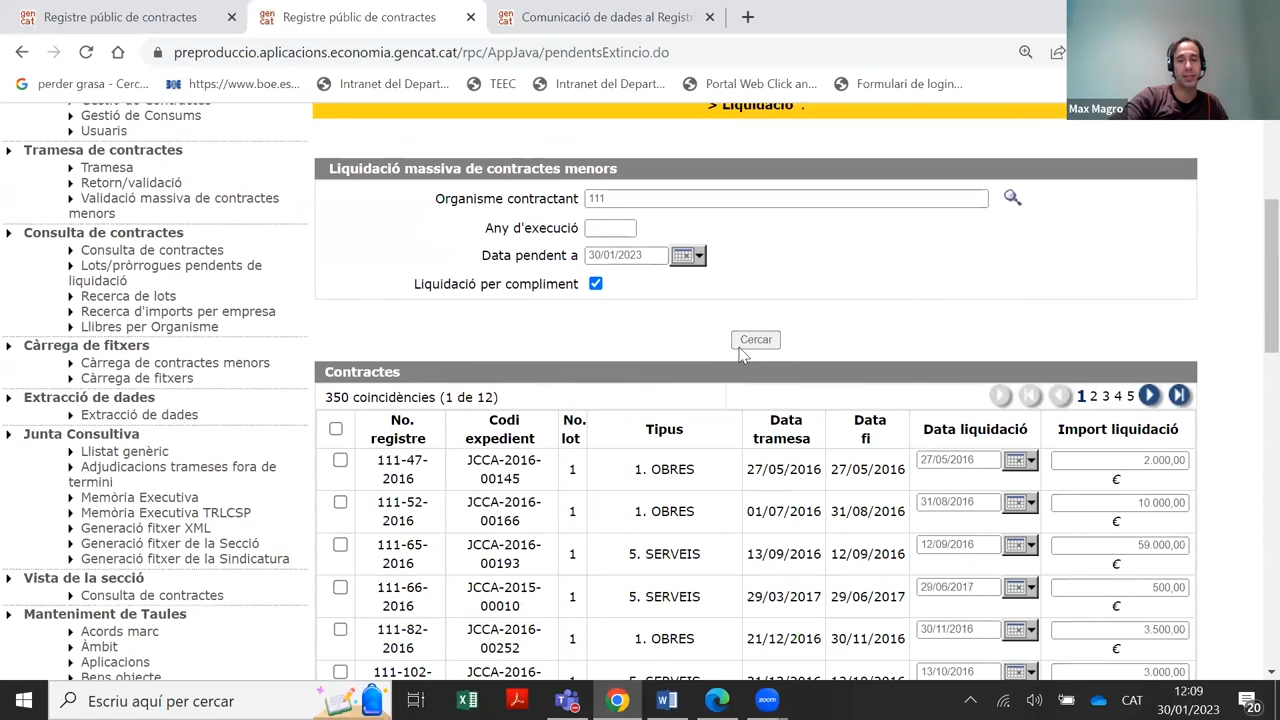 gen cat Registre públic de contractes
gen cat Registre públic de contractes
gen cat Comunicació de dades al Registr
preproduccio.aplicacions.economia.gencat.cat/rpc/AppJava/pendentsExtincio.do
perder grasa - Cerc...
https://www.boe.es...
Intranet del Depart...
TEEC
Intranet del Depart...
Portal Web Click an...
Formulari de login...
Max Magro
Gestió de Contractes
Gestió de Consums
Usuaris
Tramesa de contractes
Tramesa
Retorn/validació
Validació massiva de contractes
menors
Consulta de contractes
Consulta de contractes
Lots/pròrrogues pendents de
liquidació
Recerca de lots
Recerca d'imports per empresa
Llibres per Organisme
Càrrega de fitxers
Càrrega de contractes menors
Càrrega de fitxers
Extracció de dades
Extracció de dades
Junta Consultiva
Llistat genèric
Adjudicacions trameses fora de
termini
Memòria Executiva
Memòria Executiva TRLCSP
Generació fitxer XML
Generació fitxer de la Secció
Generació fitxer de la Sindicatura
Vista de la secció
Consulta de contractes
Manteniment de Taules
Acords marc
Àmbit
Aplicacions
Bens objecte
> Liquidació .
Liquidació massiva de contractes menors
Organisme contractant 111
Any d'execució
Data pendent a 30/01/2023
Liquidació per compliment
Cercar
Contractes
350 coincidències (1 de 12) 1 2 3 4 5
No. registre Codi expedient No. lot Tipus Data tramesa Data fi Data liquidació Import liquidació
111-47-2016 JCCA-2016-00145 1 1. OBRES 27/05/2016 27/05/2016 27/05/2016 2.000,00 €
111-52-2016 JCCA-2016-00166 1 1. OBRES 01/07/2016 31/08/2016 31/08/2016 10.000,00 €
111-65-2016 JCCA-2016-00193 1 5. SERVEIS 13/09/2016 12/09/2016 12/09/2016 59.000,00 €
111-66-2016 JCCA-2015-00010 1 5. SERVEIS 29/03/2017 29/06/2017 29/06/2017 500,00 €
111-82-2016 JCCA-2016-00252 1 1. OBRES 21/12/2016 30/11/2016 30/11/2016 3.500,00 €
111-102- JCCA-2016- 13/10/2016 3.000,00
Escriu aquí per cercar
CAT
12:09
30/01/2023
20